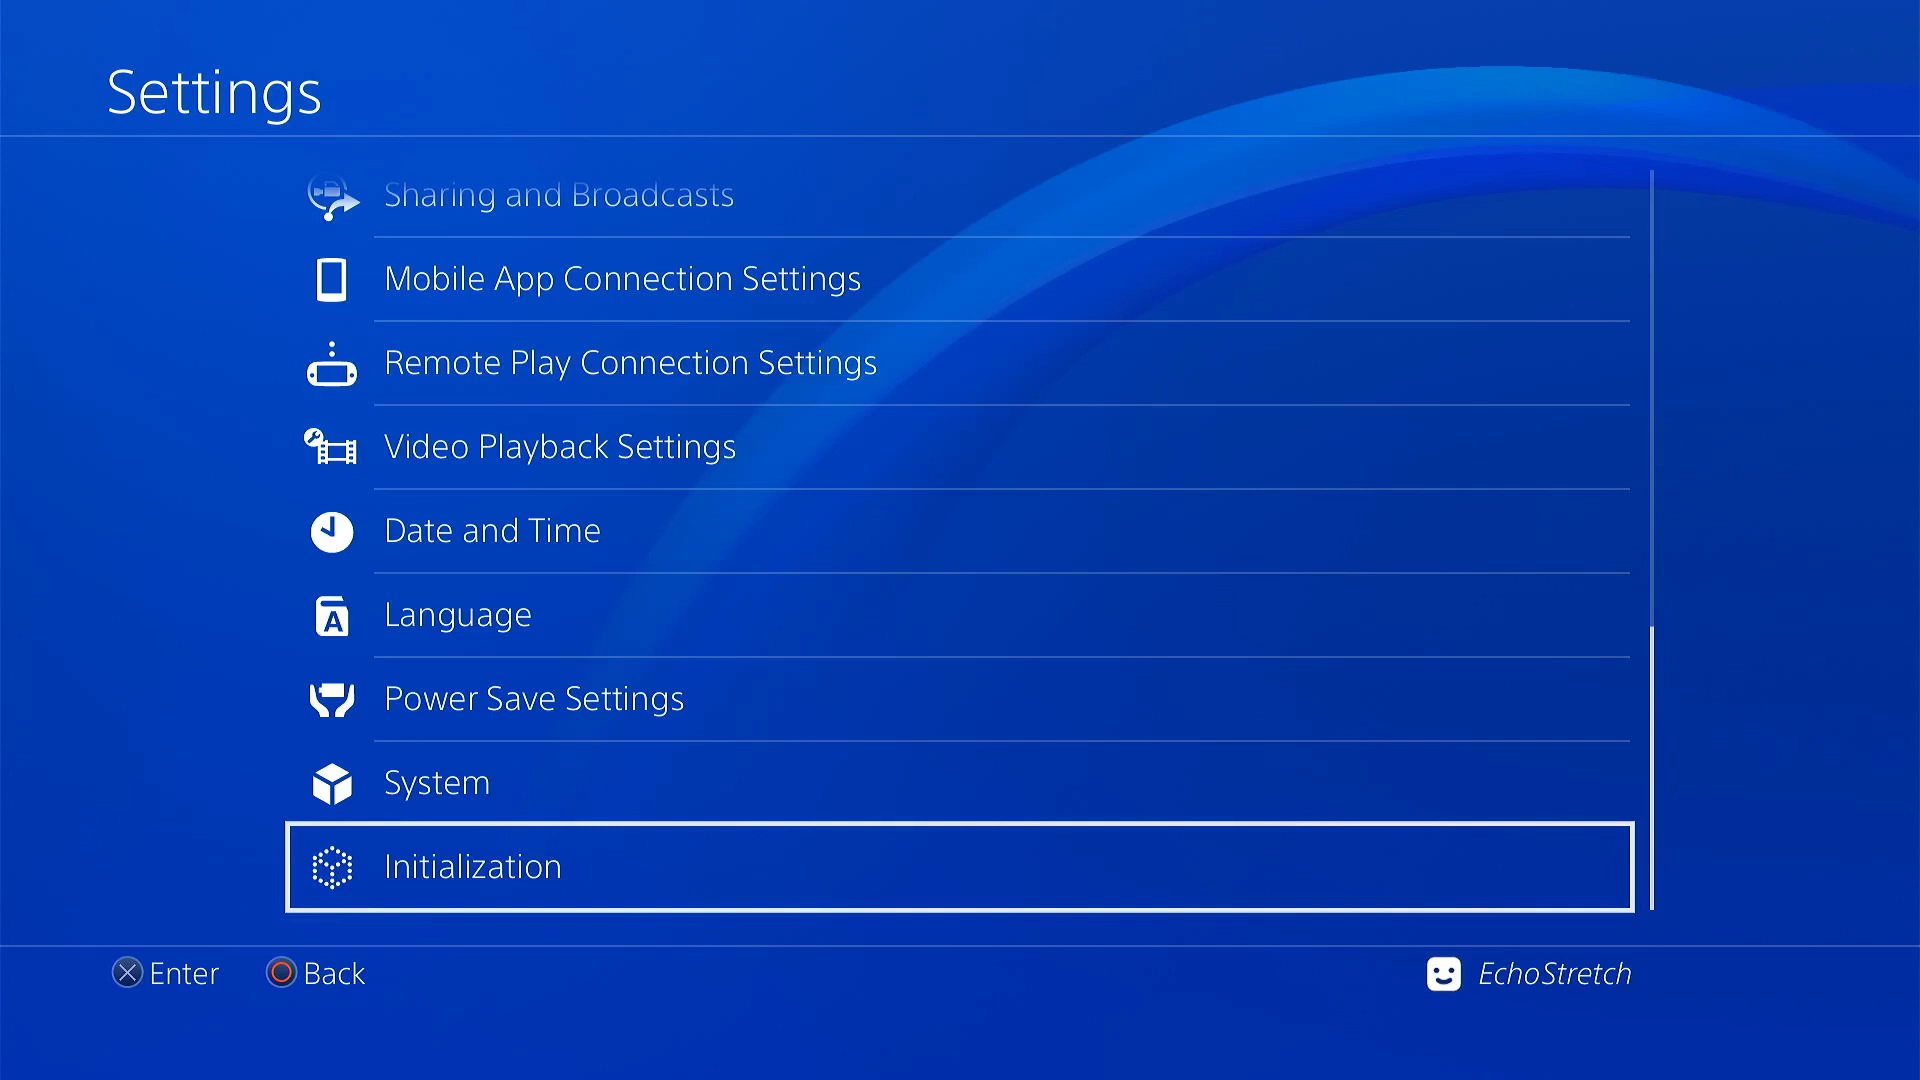 Settings
Sharing and Broadcasts
Mobile App Connection Settings
Remote Play Connection Settings
Video Playback Settings
Date and Time
A
Language
Power Save Settings
System
Initialization
Enter
Back
EchoStretch